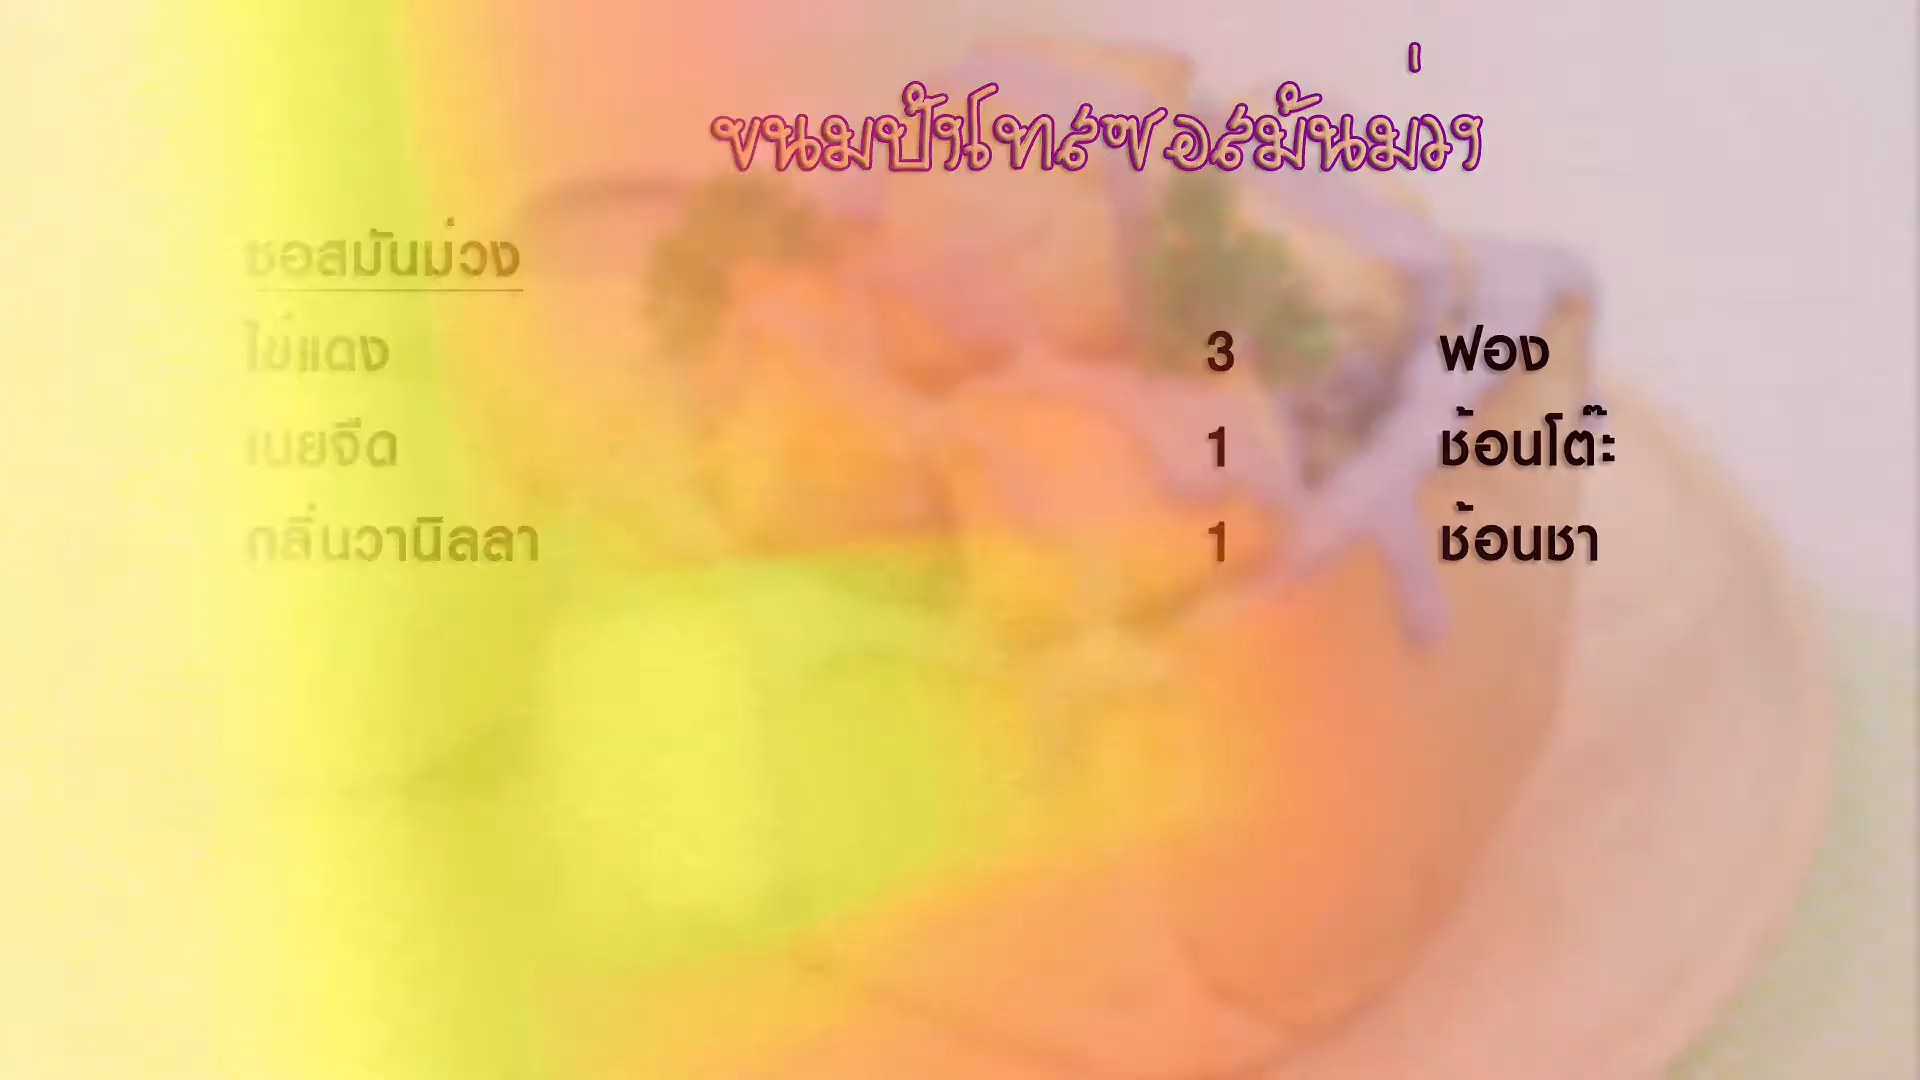 ขนมปังโทสซอสมันม่วง
ซอสมันม่วง
ไข่แดง 3 ฟอง
เนยจืด 1 ช้อนโต๊ะ
กลิ่นวานิลลา 1 ช้อนชา